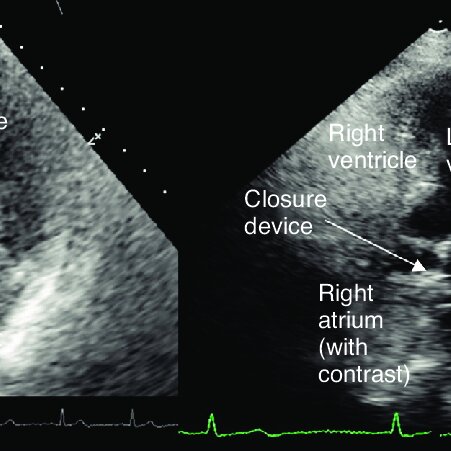 Right
ventricle
Closure
device
Right
atrium
(with
contrast)